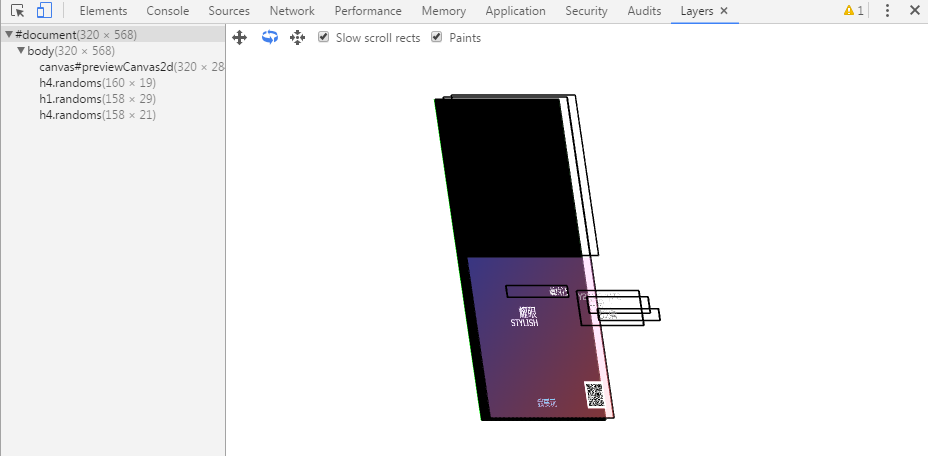 Elements Console Sources Network Performance Memory Application Security Audits Layers × 1
#document(320 × 568)
Slow scroll rects Paints
body(320 × 568)
canvas#previewCanvas2d(320 × 28
h4.randoms(160 × 19)
h1.randoms(158 × 29)
h4.randoms(158 × 21)
STYLISH